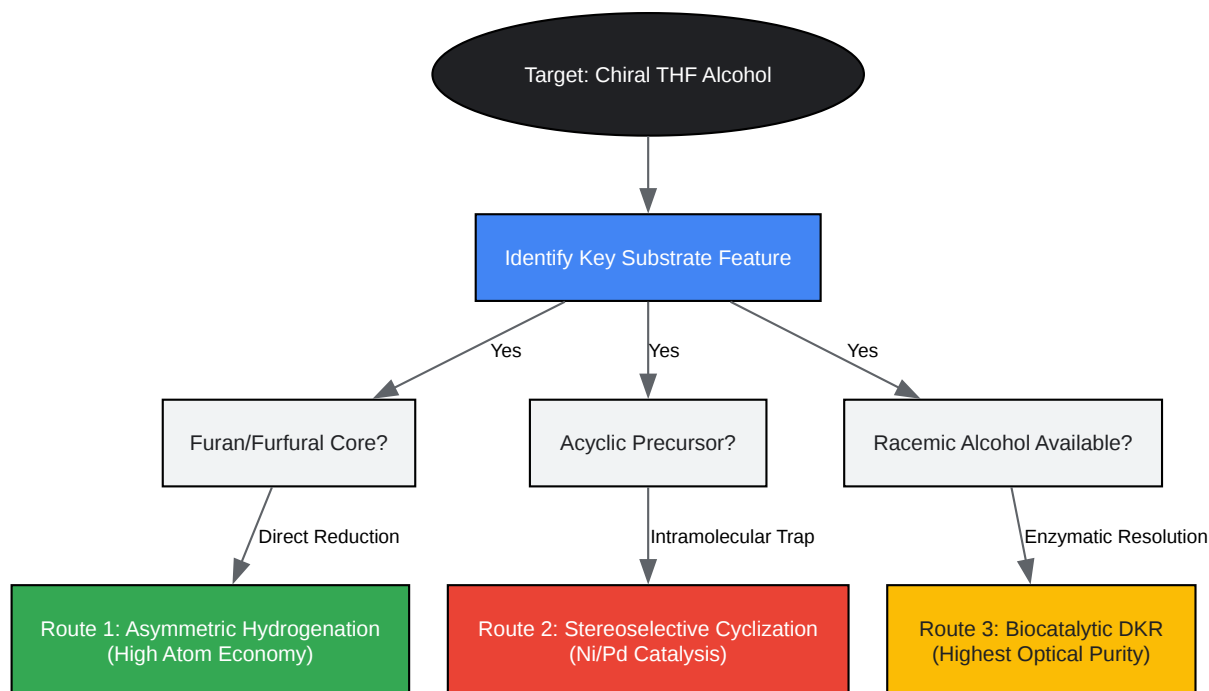 Target: Chiral THF Alcohol
Identify Key Substrate Feature
Yes
Yes
Yes
Furan/Furfural Core?
Acyclic Precursor?
Racemic Alcohol Available?
Direct Reduction
Intramolecular Trap
Enzymatic Resolution
Route 1: Asymmetric Hydrogenation
(High Atom Economy)
Route 2: Stereoselective Cyclization
(Ni/Pd Catalysis)
Route 3: Biocatalytic DKR
(Highest Optical Purity)